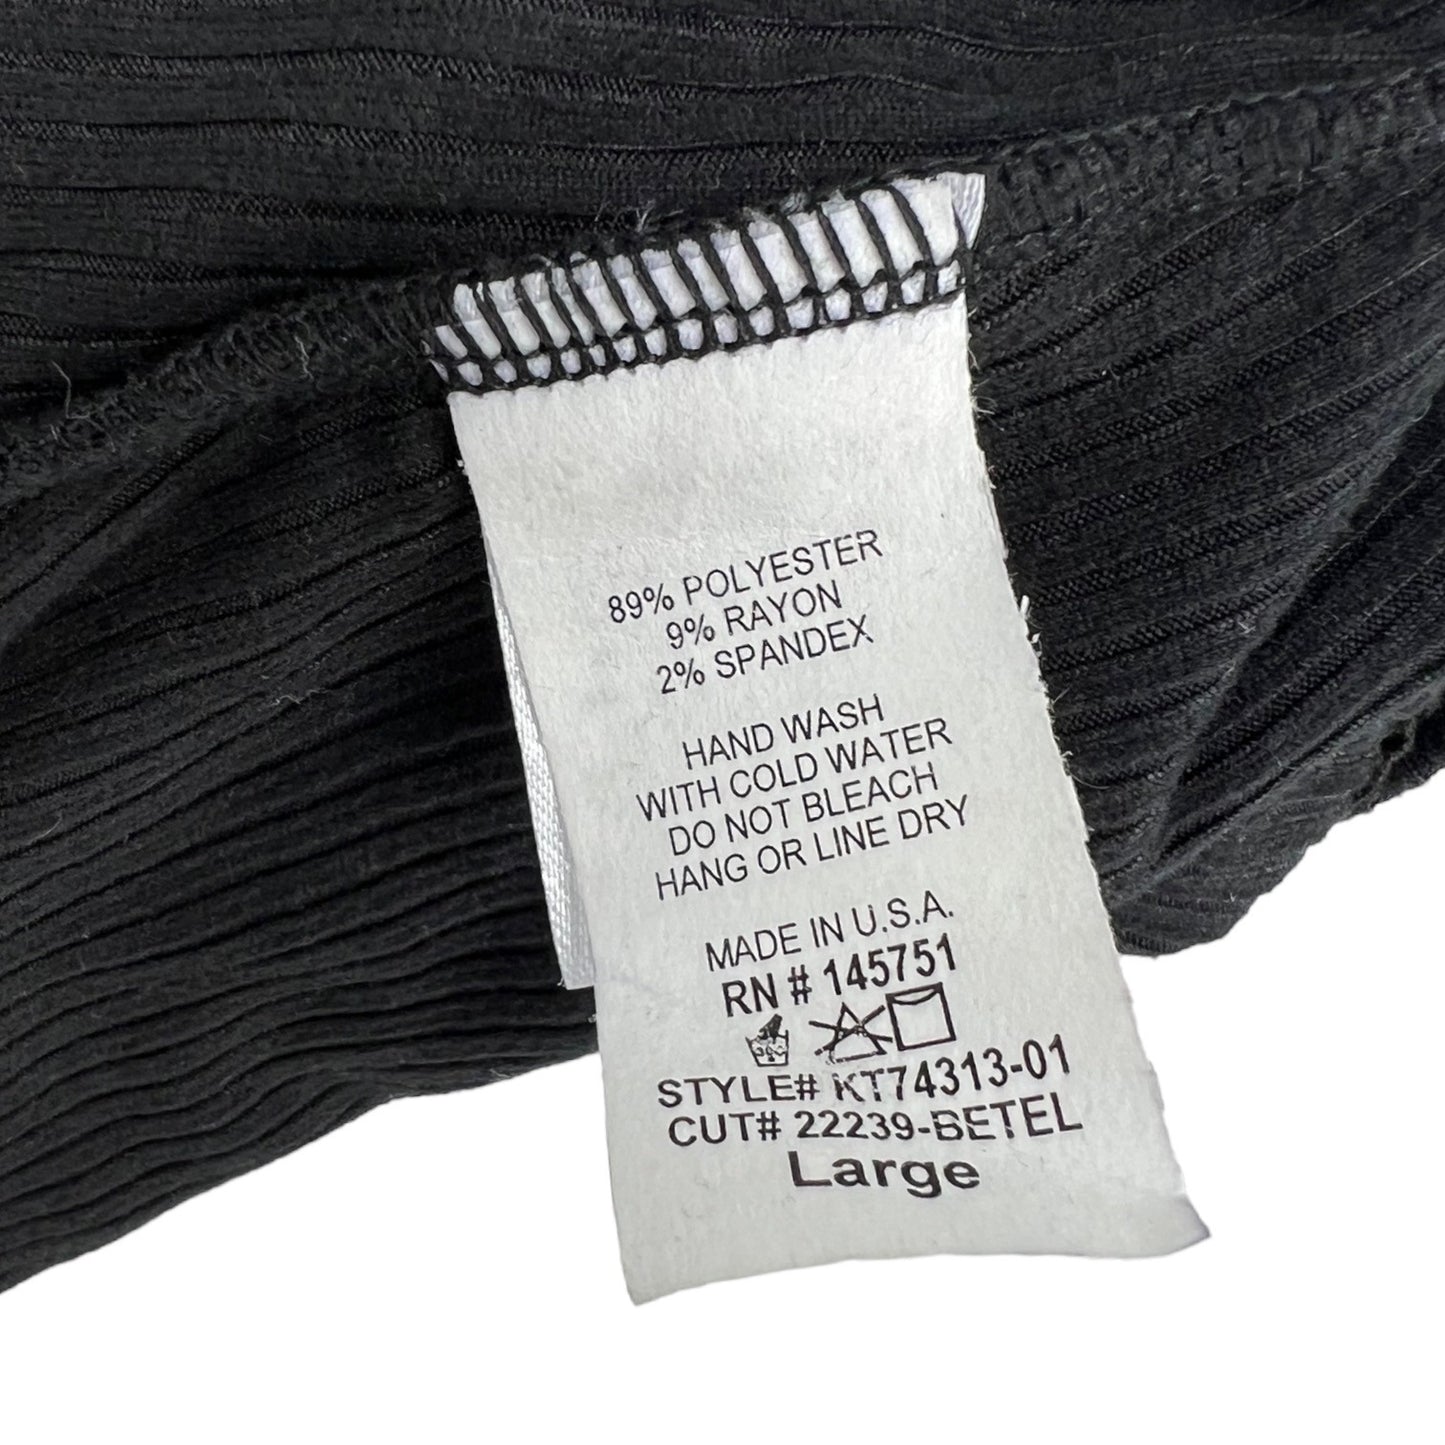 89% POLYESTER
9% RAYON
2% SPANDEX
HAND WASH
WITH COLD WATER
DO NOT BLEACH
HANG OR LINE DRY
MADE IN U.S.A.
RN # 145751
STYLE# KT74313-01
CUT# 22239-BETEL
Large